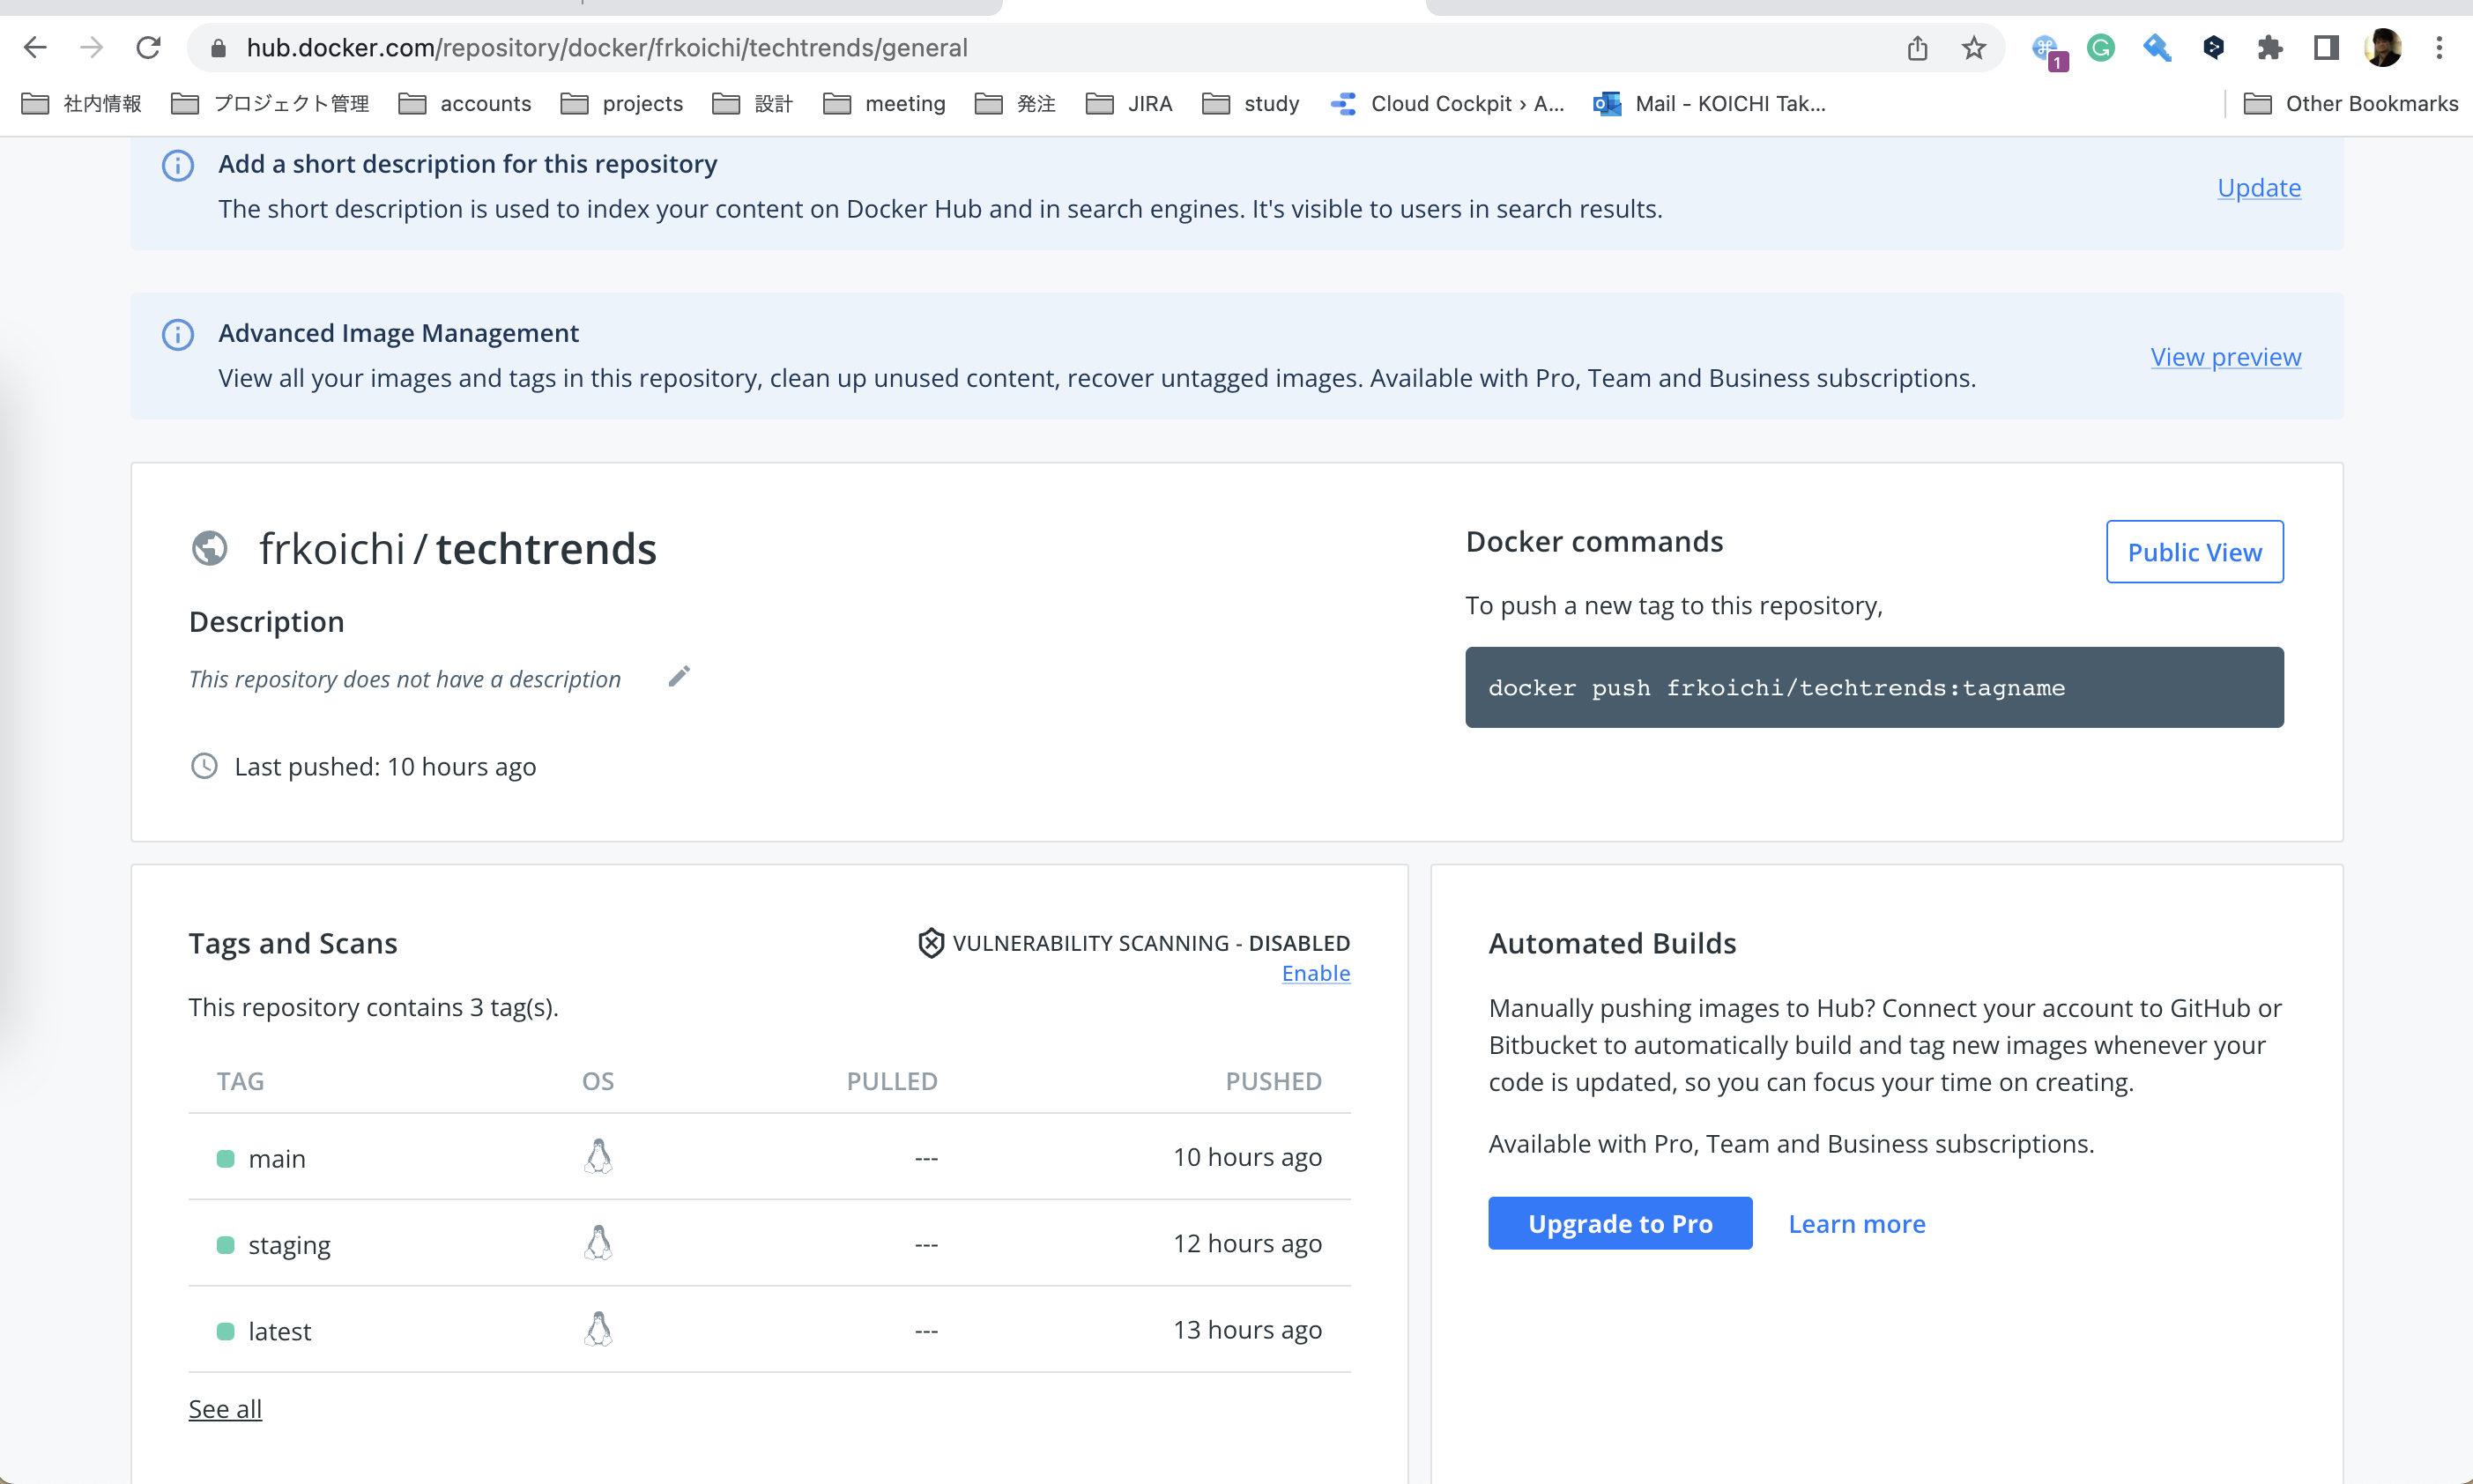 hub.docker.com/repository/docker/frkoichi/techtrends/general
1
社内情報 プロジェクト管理 accounts projects 設計 meeting 発注 JIRA study Cloud Cockpit › A... Mail - KOICHI Tak... Other Bookmarks
Add a short description for this repository
The short description is used to index your content on Docker Hub and in search engines. It's visible to users in search results.
Update
Advanced Image Management
View all your images and tags in this repository, clean up unused content, recover untagged images. Available with Pro, Team and Business subscriptions.
View preview
frkoichi / techtrends
Description
This repository does not have a description
Last pushed: 10 hours ago
Docker commands
Public View
To push a new tag to this repository,
docker push frkoichi/techtrends:tagname
Tags and Scans
VULNERABILITY SCANNING - DISABLED
Enable
This repository contains 3 tag(s).
TAG OS PULLED PUSHED
main --- 10 hours ago
staging --- 12 hours ago
latest --- 13 hours ago
See all
Automated Builds
Manually pushing images to Hub? Connect your account to GitHub or
Bitbucket to automatically build and tag new images whenever your
code is updated, so you can focus your time on creating.
Available with Pro, Team and Business subscriptions.
Upgrade to Pro Learn more